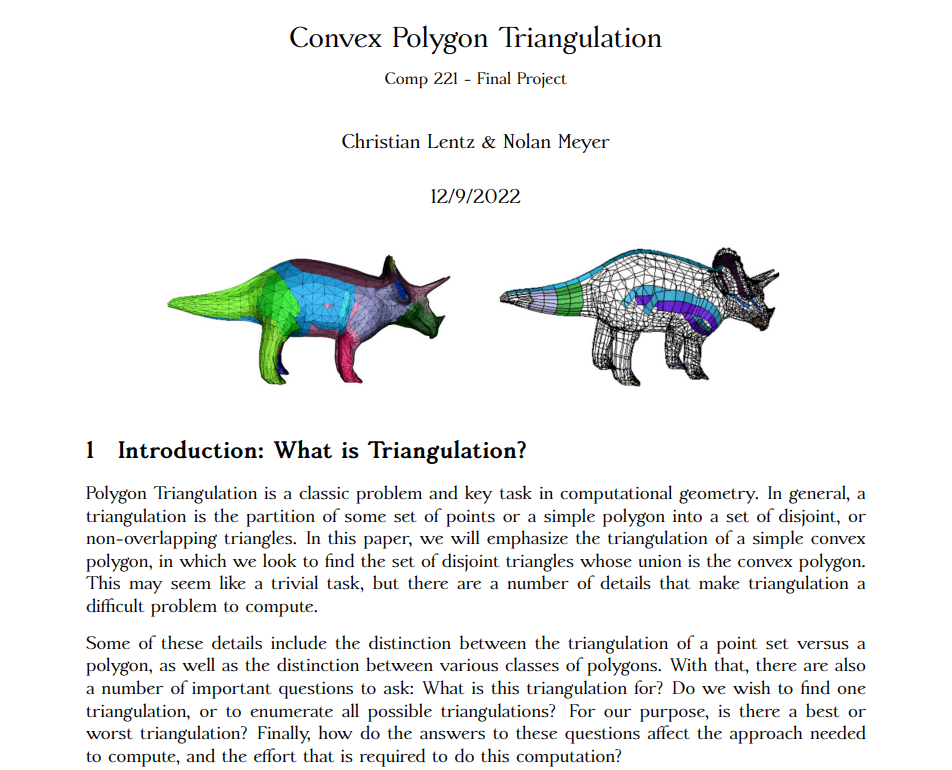 Convex Polygon Triangulation
Comp 221 - Final Project
Christian Lentz & Nolan Meyer
12/9/2022
1 Introduction: What is Triangulation?
Polygon Triangulation is a classic problem and key task in computational geometry. In general, a
triangulation is the partition of some set of points or a simple polygon into a set of disjoint, or
non-overlapping triangles. In this paper, we will emphasize the triangulation of a simple convex
polygon, in which we look to find the set of disjoint triangles whose union is the convex polygon.
This may seem like a trivial task, but there are a number of details that make triangulation a
difficult problem to compute.
Some of these details include the distinction between the triangulation of a point set versus a
polygon, as well as the distinction between various classes of polygons. With that, there are also
a number of important questions to ask: What is this triangulation for? Do we wish to find one
triangulation, or to enumerate all possible triangulations? For our purpose, is there a best or
worst triangulation? Finally, how do the answers to these questions affect the approach needed
to compute, and the effort that is required to do this computation?